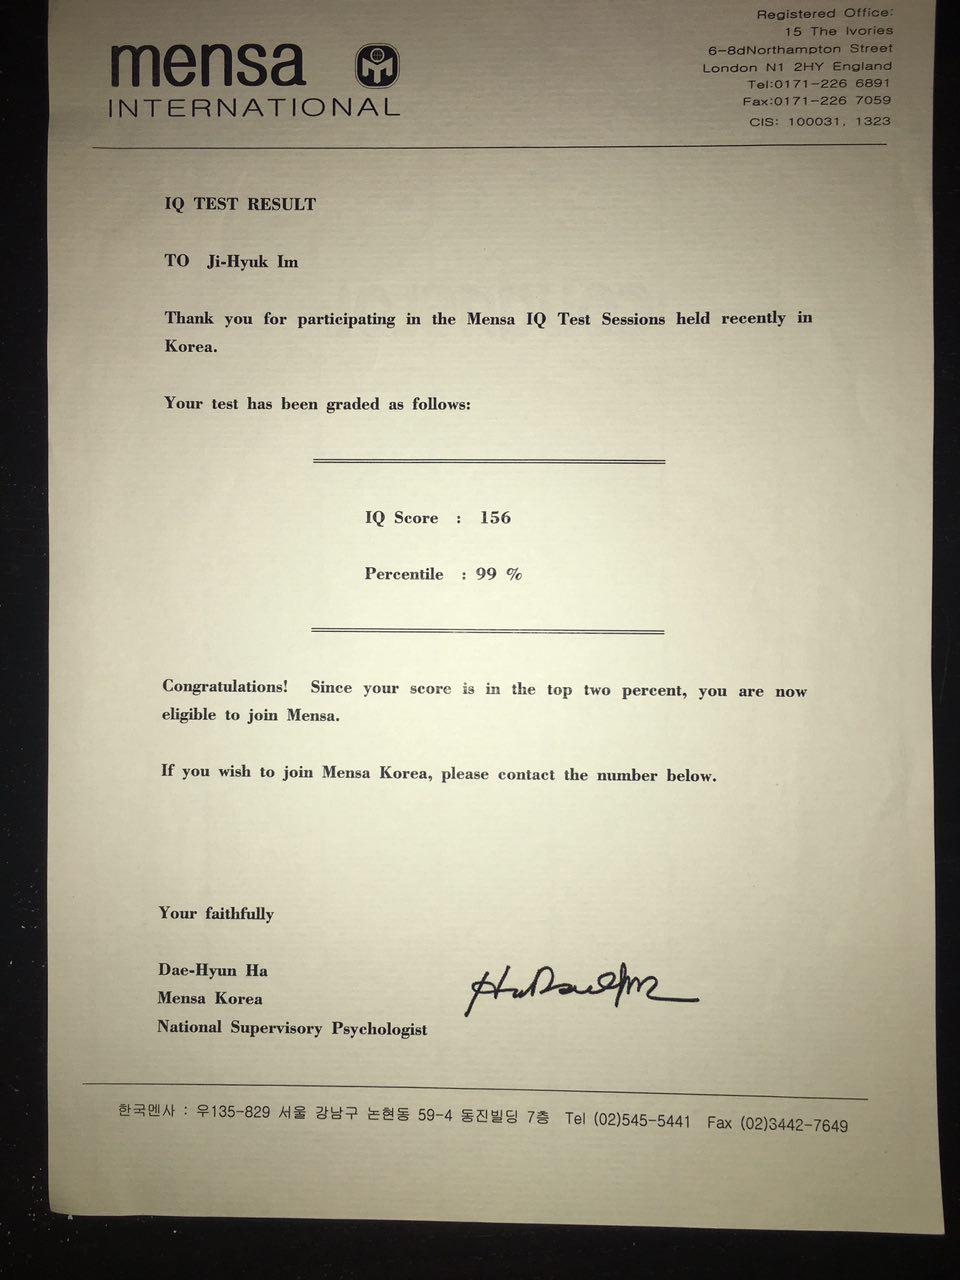 mensa
INTERNATIONAL
Registered Office:
15 The Ivories
6-8dNorthampton Street
London N1 2HY England
Tel:0171-226 6891
Fax:0171-226 7059
CIS: 100031, 1323
IQ TEST RESULT
TO Ji-Hyuk Im
Thank you for participating in the Mensa IQ Test Sessions held recently in
Korea.
Your test has been graded as follows:
IQ Score : 156
Percentile : 99 %
Congratulations! Since your score is in the top two percent, you are now
eligible to join Mensa.
If you wish to join Mensa Korea, please contact the number below.
Your faithfully
Dae-Hyun Ha
Mensa Korea
National Supervisory Psychologist
한국멘사 : 우135-829 서울 강남구 논현동 59-4 동진빌딩 7층 Tel (02)545-5441 Fax (02)3442-7649